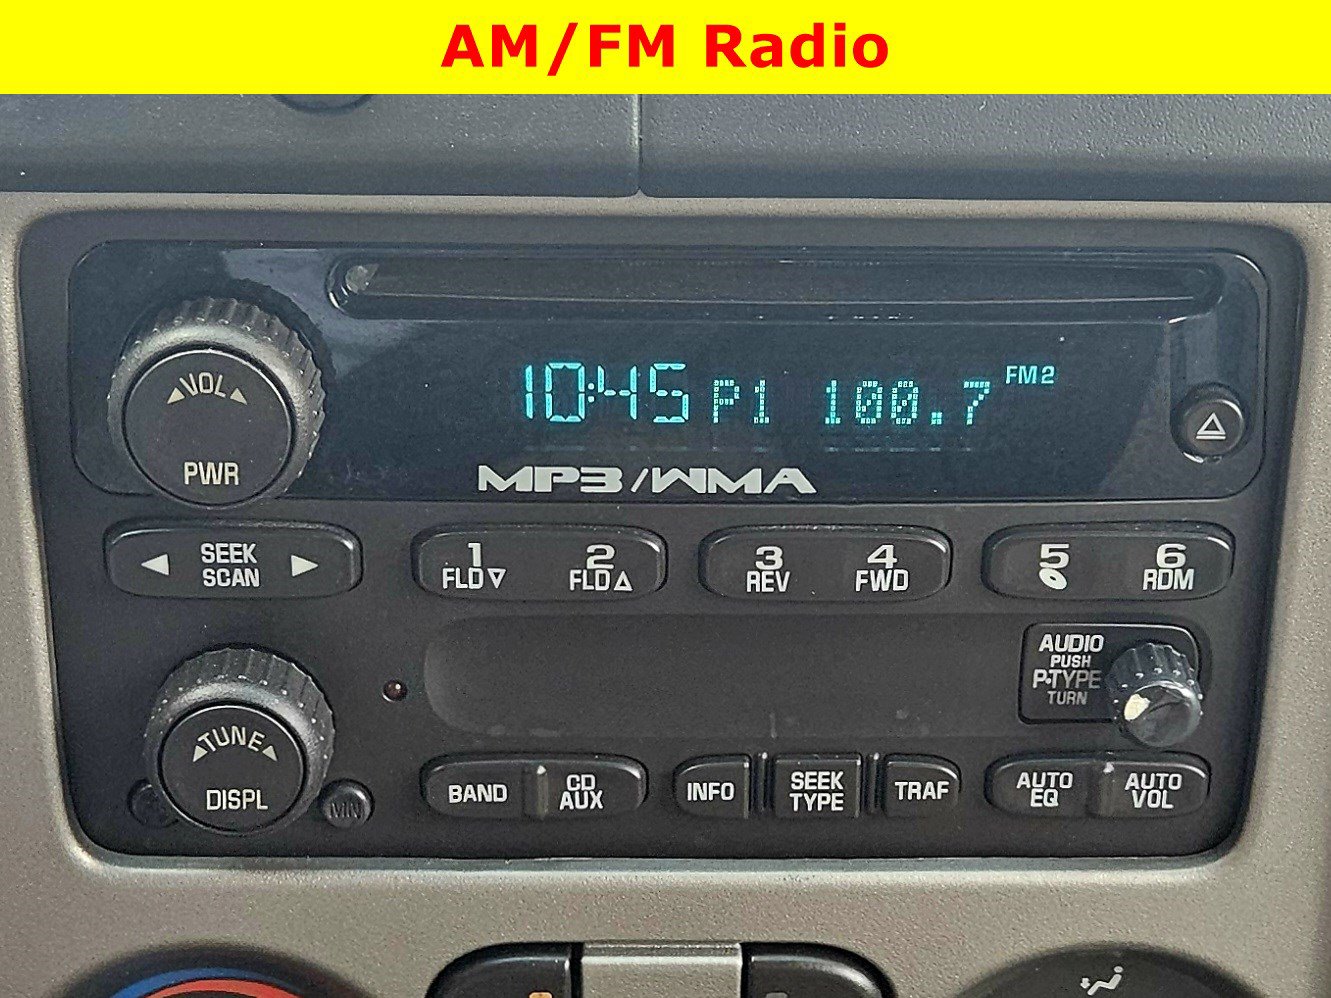 AM/FM Radio
10:45 P1 100.7 FM2
VOL
PWR
MP3/WMA
SEEK
SCAN
1 2 3 4 5 6
FLD FLD REV FWD RDM
AUDIO
PUSH
P-TYPE
TURN
TUNE
DISPL
MN
BAND
CD
AUX
INFO
SEEK
TYPE
TRAF
AUTO
EQ
AUTO
VOL